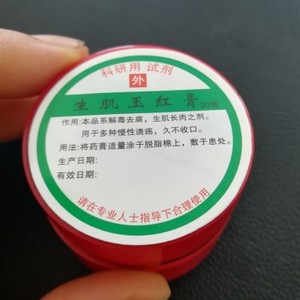 科研用 试剂
外
生肌玉红膏
作用：本品系解毒去腐，生肌长肉之剂。
用于多种慢性溃疡，久不收口。
用法：将药膏适量涂于脱脂棉上，敷于患处。
生产日期：
有效日期：
请在专业人士指导下合理使用